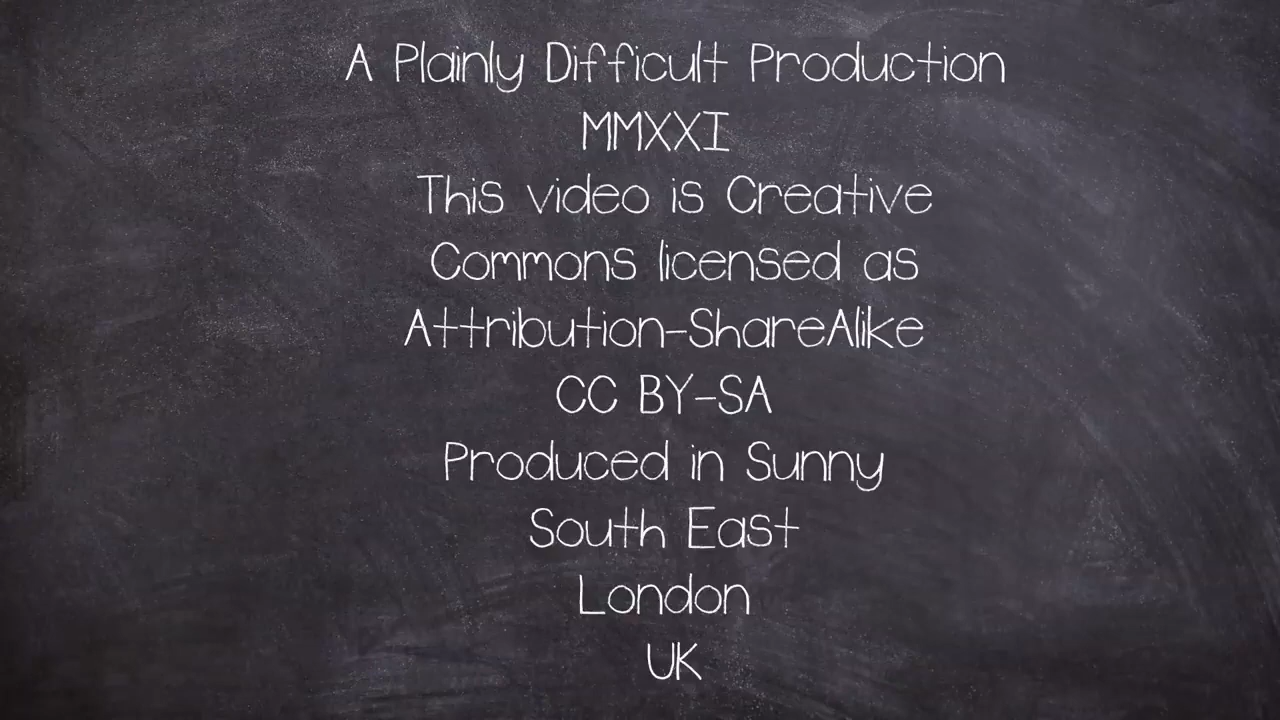 A Plainly Difficult Production
MMXXI
This video is Creative
Commons licensed as
Attribution-ShareAlike
CC BY-SA
Produced in Sunny
South East
London
UK